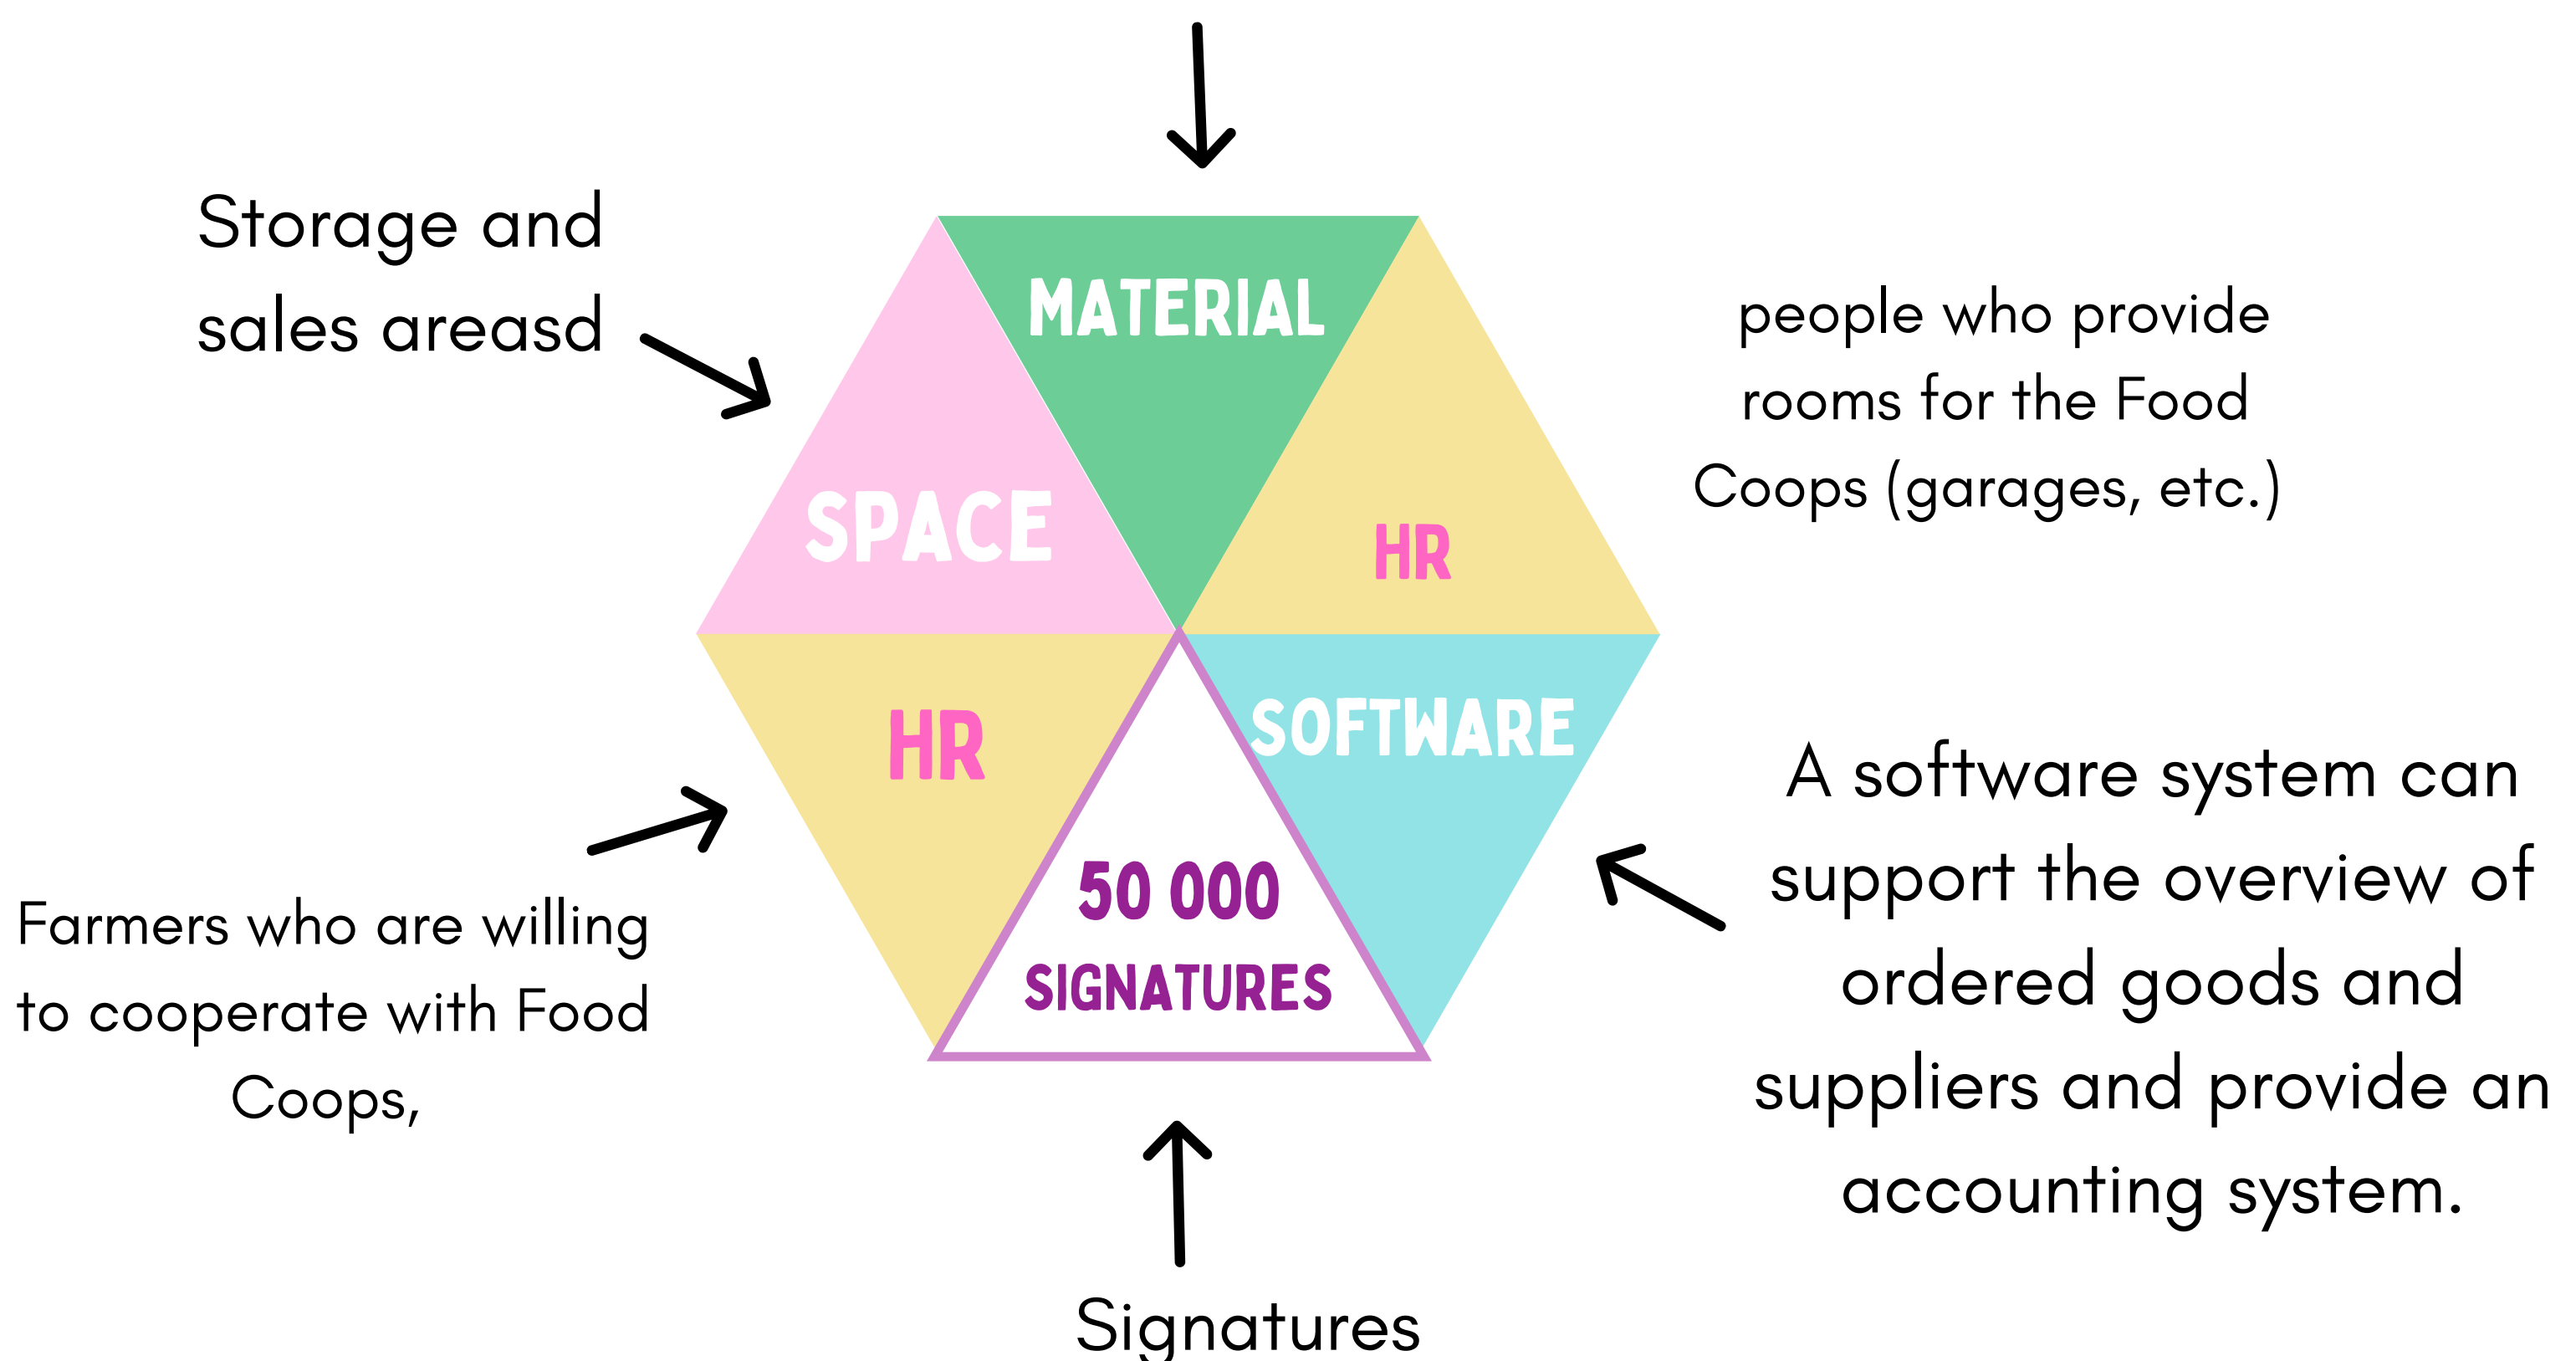 Storage and
sales areasd
MATERIAL
people who provide
rooms for the Food
Coops (garages, etc.)
SPACE
HR
HR
SOFTWARE
A software system can
support the overview of
ordered goods and
suppliers and provide an
accounting system.
50 000
SIGNATURES
Farmers who are willing
to cooperate with Food
Coops,
Signatures